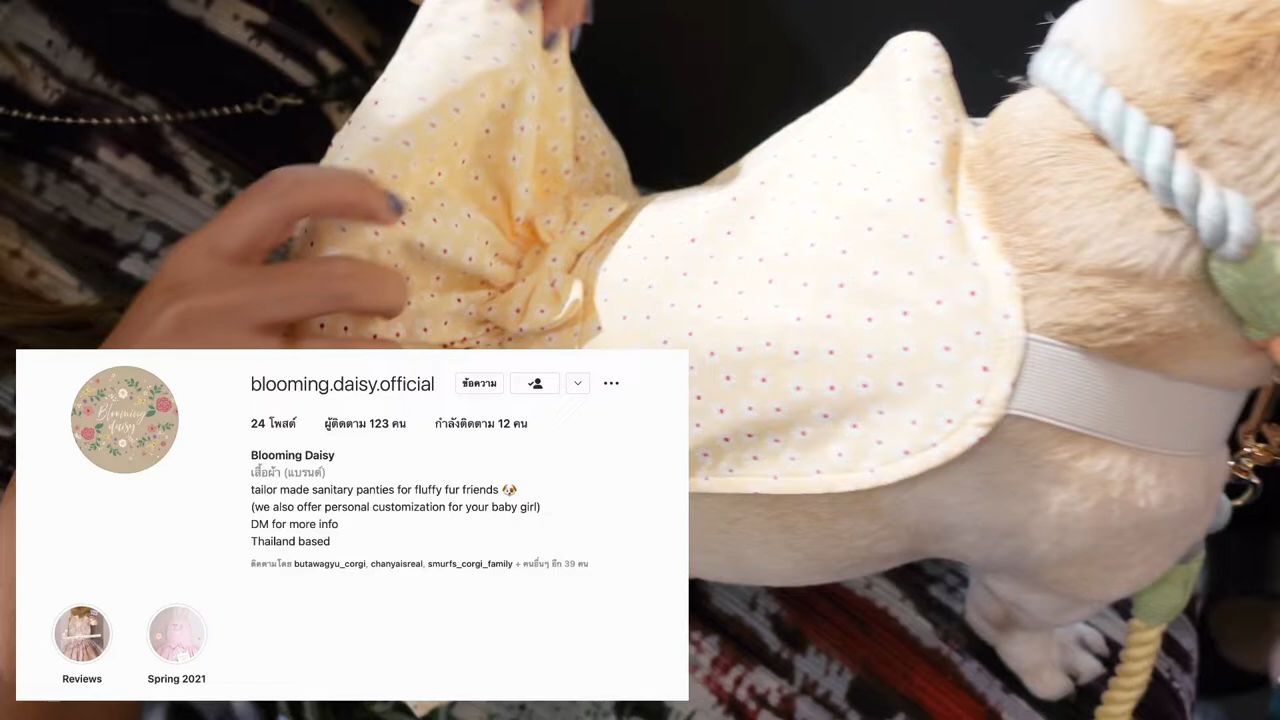 Blooming
daisy
blooming.daisy.official ข้อความ
24 โพสต์ ผู้ติดตาม 123 คน กำลังติดตาม 12 คน
Blooming Daisy
เสื้อผ้า (แบรนด์)
tailor made sanitary panties for fluffy fur friends 🐶
(we also offer personal customization for your baby girl)
DM for more info
Thailand based
ติดตามโดย butawagyu_corgi, chanyaisreal, smurfs_corgi_family + คนอื่นๆ อีก 39 คน
Reviews Spring 2021